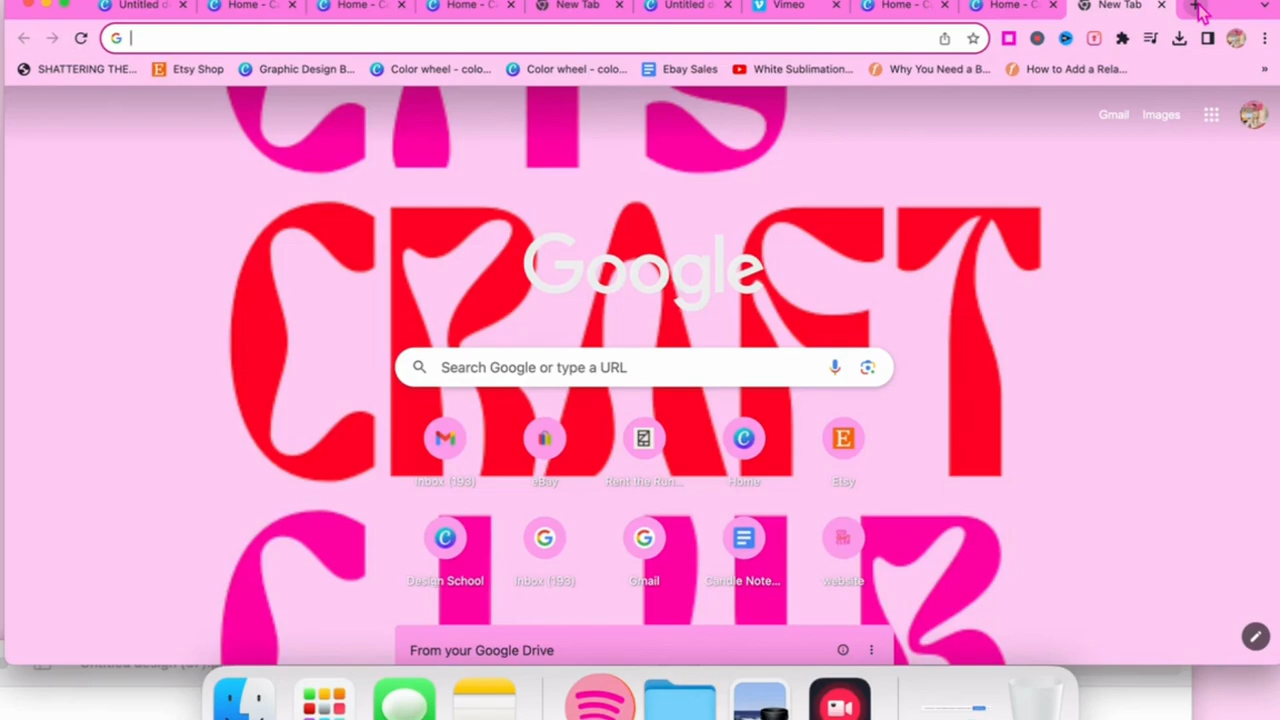 Untitled d Home - C Home - C Home - C New Tab Untitled d Vimeo Home - C Home - C New Tab
SHATTERING THE... Etsy Shop Graphic Design B... Color wheel - colo... Color wheel - colo... Ebay Sales White Sublimation... Why You Need a B... How to Add a Rela... »
Gmail Images
CRAFT
Google
Search Google or type a URL
Inbox (193) eBay Rent the Run... Home Etsy
Design School Inbox (193) Gmail Candle Note... website
CLUB
From your Google Drive